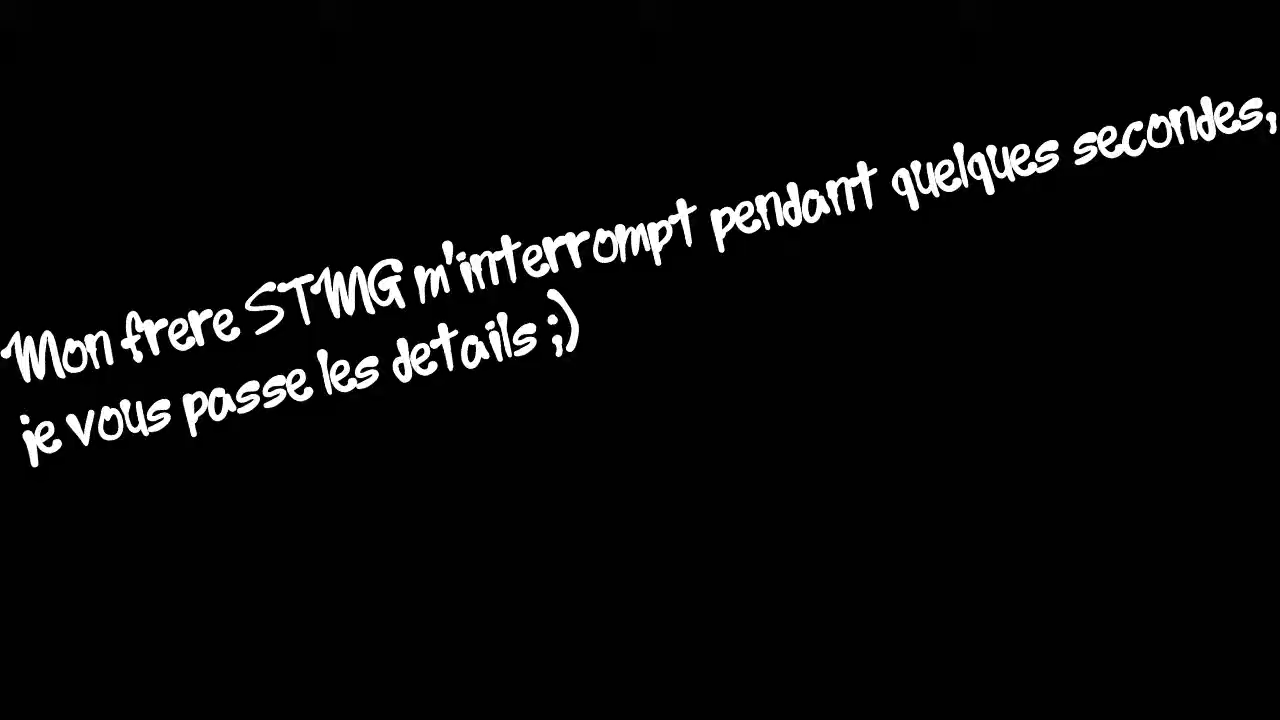 Mon frere STMG m'interrompt pendant quelques secondes,
je vous passe les details ;)